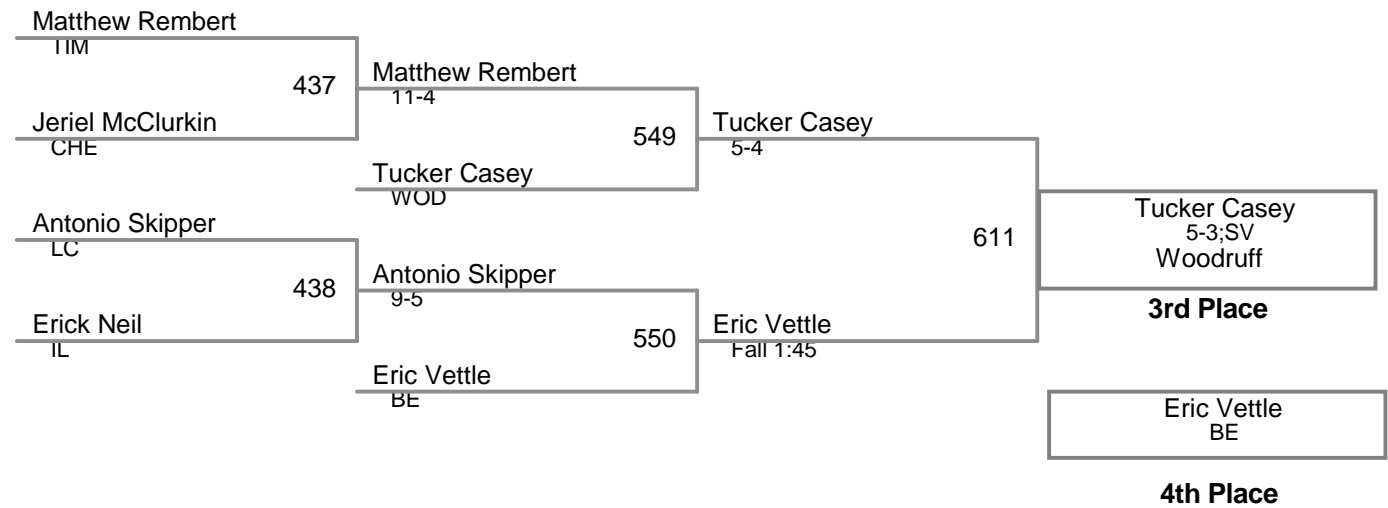 Matthew Rembert
TIM
437
Matthew Rembert
11-4
Jeriel McClurkin
CHE
549
Tucker Casey
5-4
Tucker Casey
WOD
Antonio Skipper
LC
611
Tucker Casey
5-3;SV
Woodruff
3rd Place
438
Antonio Skipper
9-5
Erick Neil
IL
550
Eric Vettle
Fall 1:45
Eric Vettle
BE
Eric Vettle
BE
4th Place